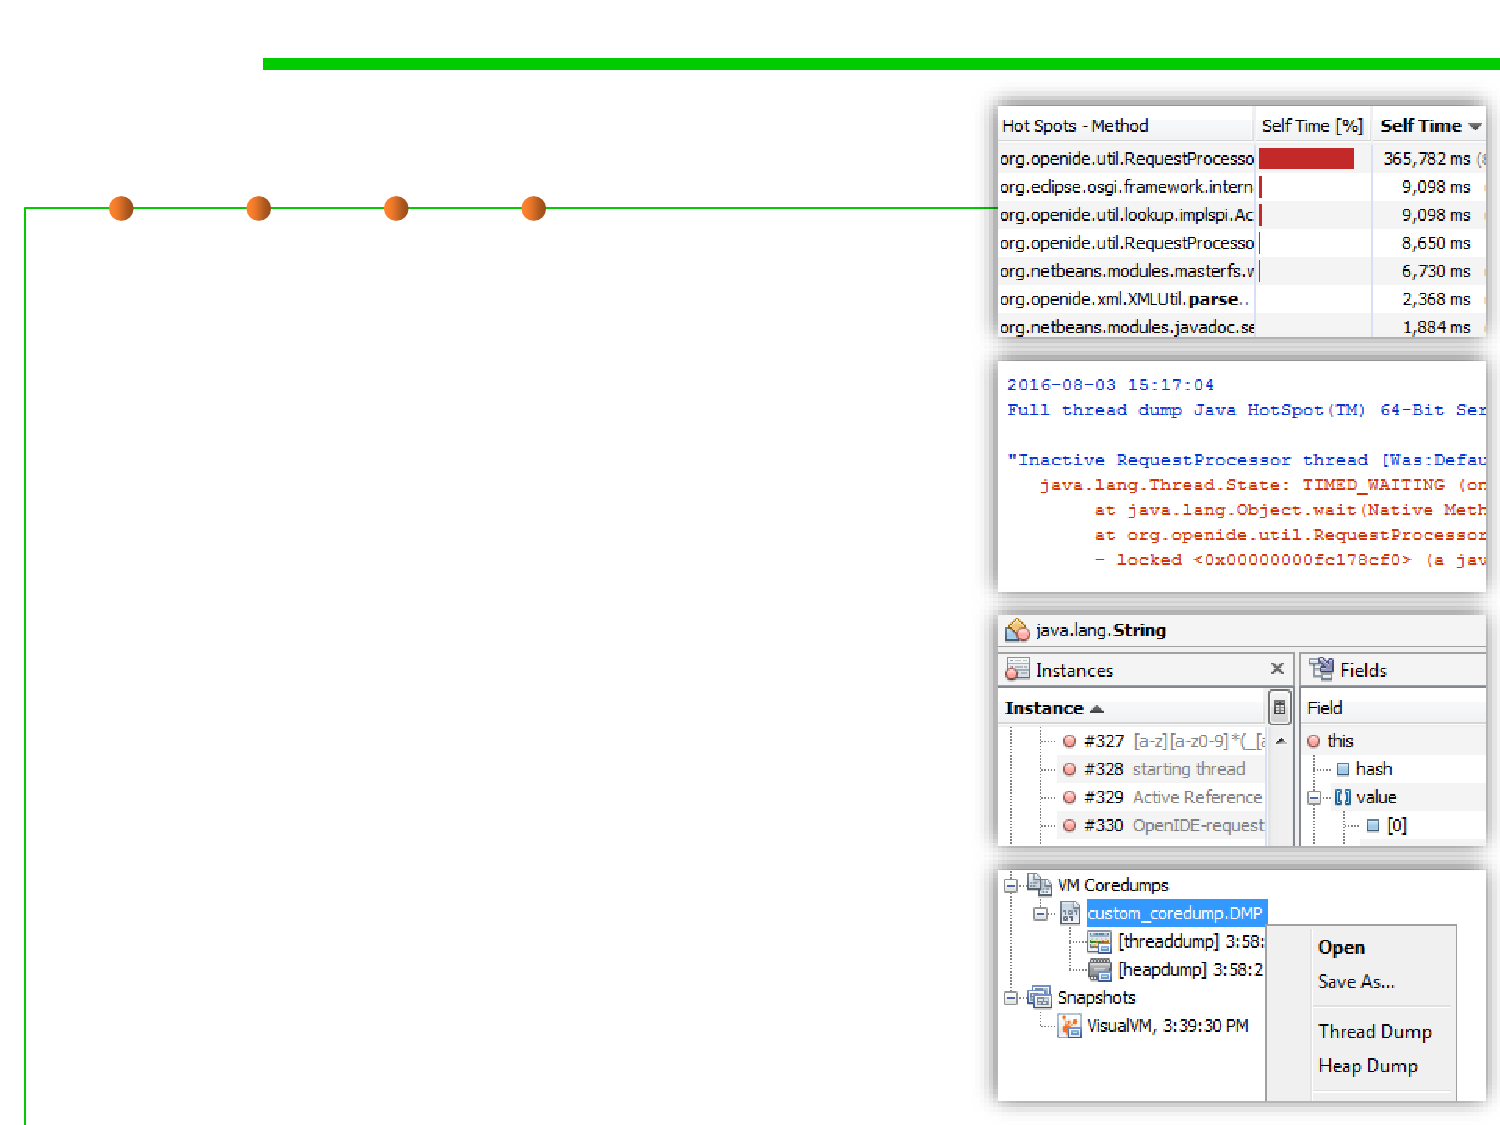 Hot Spots - Method Self Time [%] Self Time
org.openide.util.RequestProcesso 365,782 ms
org.eclipse.osgi.framework.intern 9,098 ms
org.openide.util.lookup.implspi.Ac 9,098 ms
org.openide.util.RequestProcesso 8,650 ms
org.netbeans.modules.masterfs.w 6,730 ms
org.openide.xml.XMLUtil.parse.. 2,368 ms
org.netbeans.modules.javadoc.se 1,884 ms
2016-08-03 15:17:04
Full thread dump Java HotSpot(TM) 64-Bit Ser
"Inactive RequestProcessor thread [Was:Defau
java.lang.Thread.State: TIMED_WAITING (on
at java.lang.Object.wait(Native Meth
at org.openide.util.RequestProcessor
- locked <0x00000000fc178cf0> (a jav
java.lang.String
Instances Fields
Instance Field
#327 [a-z][a-z0-9]*(_[a this
#328 starting thread hash
#329 Active Reference value
#330 OpenIDE-request [0]
VM Coredumps
custom_coredump.DMP
[threaddump] 3:58:
[heapdump] 3:58:2
Snapshots
VisualVM, 3:39:30 PM
Open
Save As...
Thread Dump
Heap Dump